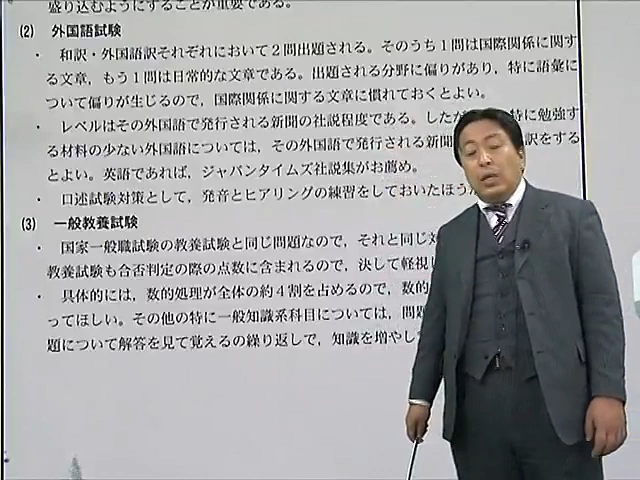 盛り込むようにすることが重要である。
(2) 外国語試験
・ 和訳・外国語訳それぞれにおいて２問出題される。そのうち１問は国際関係に関す
る文章，もう１問は日常的な文章である。出題される分野に偏りがあり，特に語彙に
ついて偏りが生じるので，国際関係に関する文章に慣れておくとよい。
・ レベルはその外国語で発行される新聞の社説程度である。したが 特に勉強す
る材料の少ない外国語については，その外国語で発行される新聞 訳をする
とよい。英語であれば，ジャパンタイムズ社説集がお薦め。
・ 口述試験対策として，発音とヒアリングの練習をしておいたほう
(3) 一般教養試験
・ 国家一般職試験の教養試験と同じ問題なので，それと同じ対
教養試験も合否判定の際の点数に含まれるので，決して軽視し
・ 具体的には，数的処理が全体の約４割を占めるので，数的
ってほしい。その他の特に一般知識系科目については，問題
題について解答を見て覚えるの繰り返しで，知識を増やして